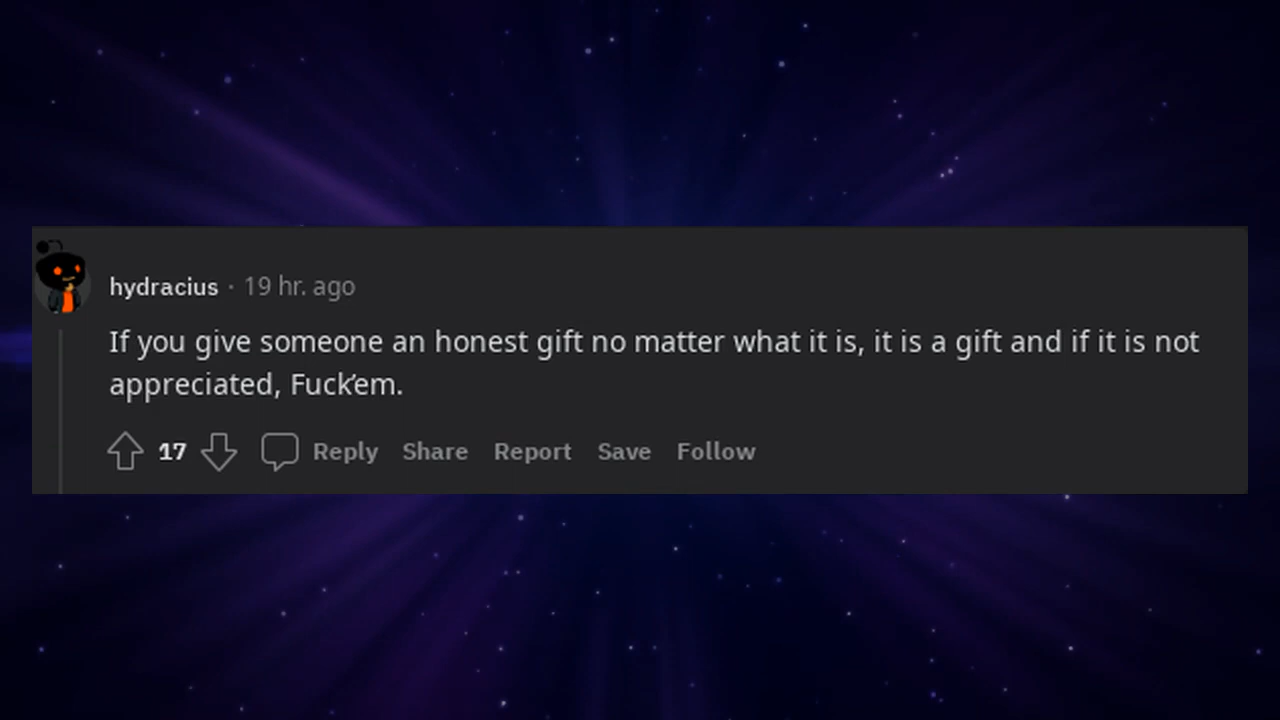 hydracius · 19 hr. ago
If you give someone an honest gift no matter what it is, it is a gift and if it is not
appreciated, Fuck'em.
17 Reply Share Report Save Follow